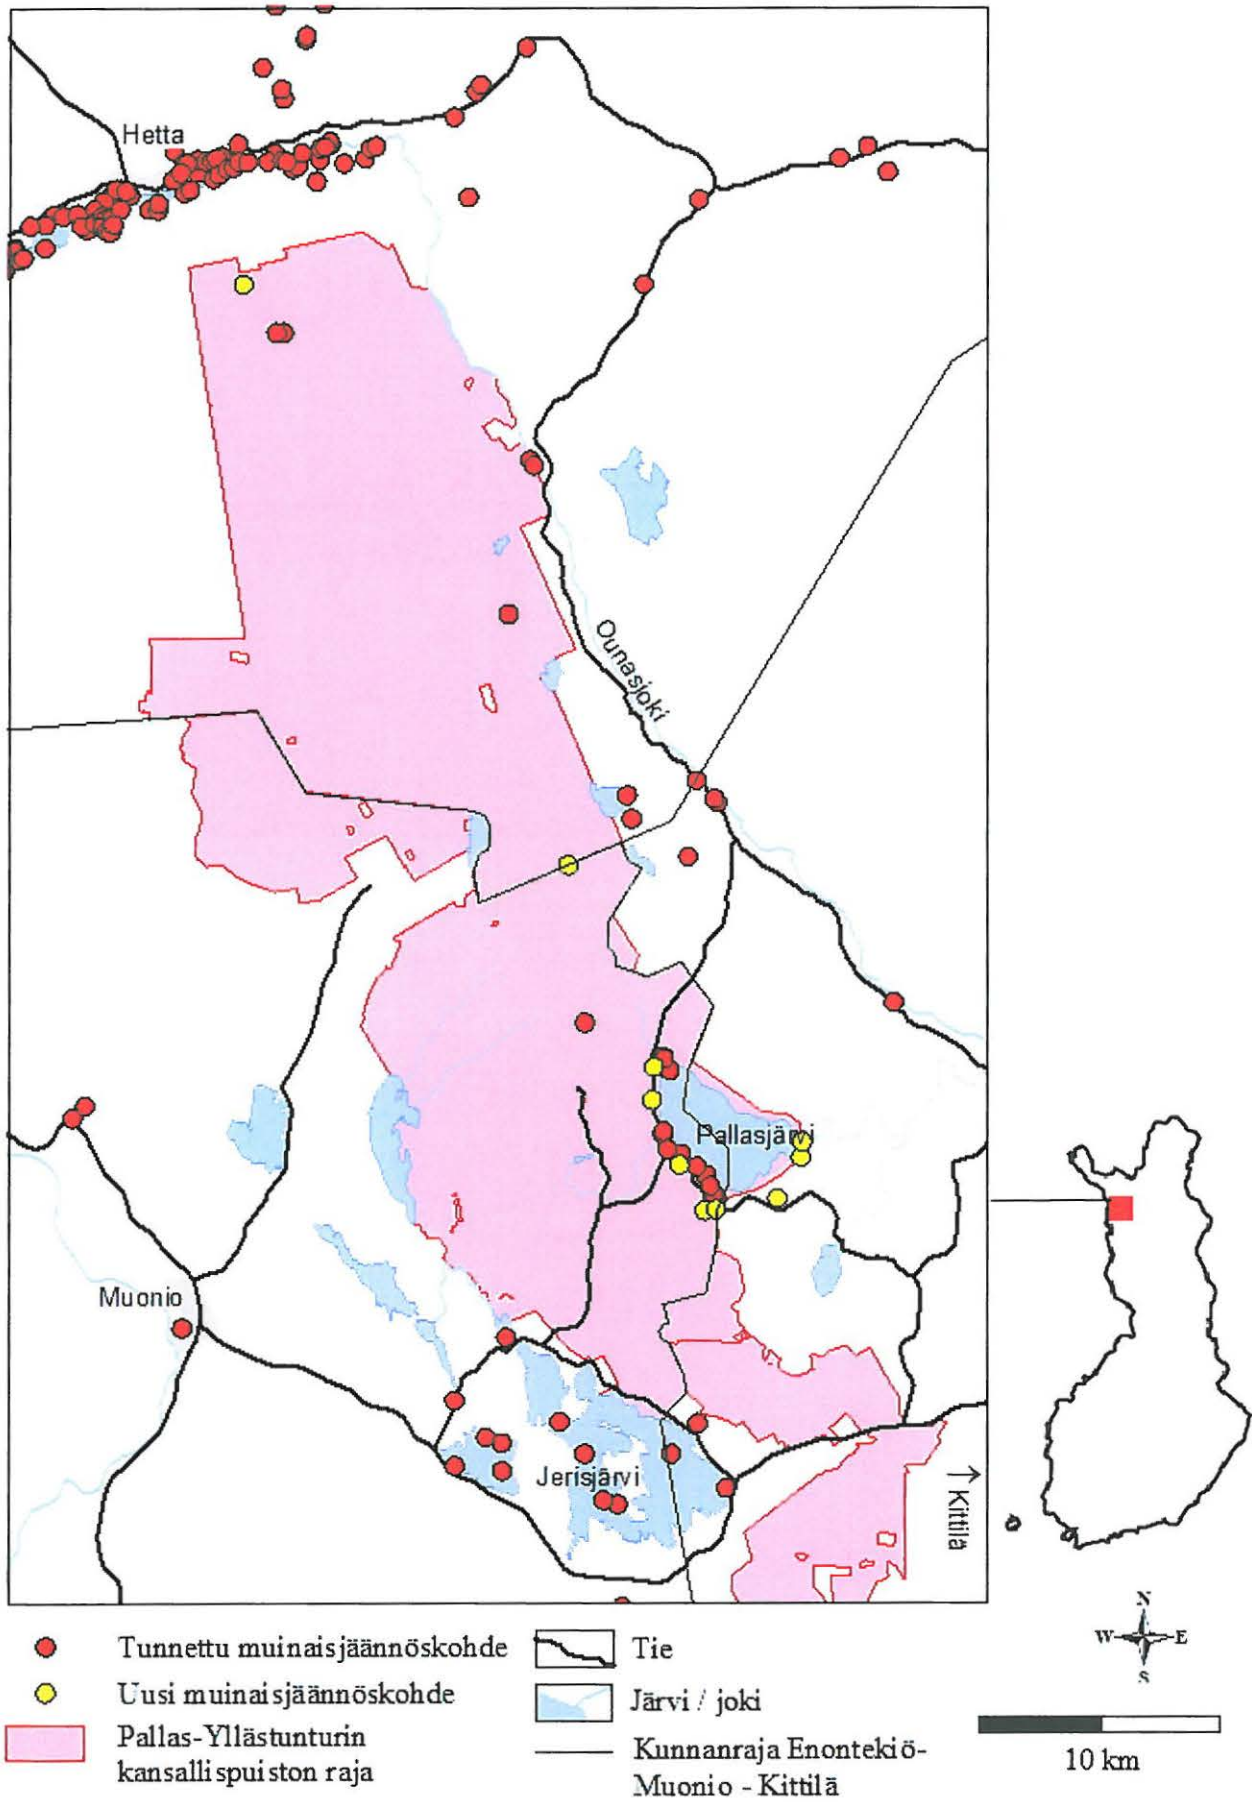 Hetta
Ounasjoki
Pallasjärvi
Muonio
Jerisjärvi
↑ Kittilä
N
W E
S
Tunnettu muinaisjäännöskohde
Uusi muinaisjäännöskohde
Pallas-Yllästunturin
kansallispuiston raja
Tie
Järvi / joki
Kunnanraja Enontekiö-
Muonio - Kittilä
10 km